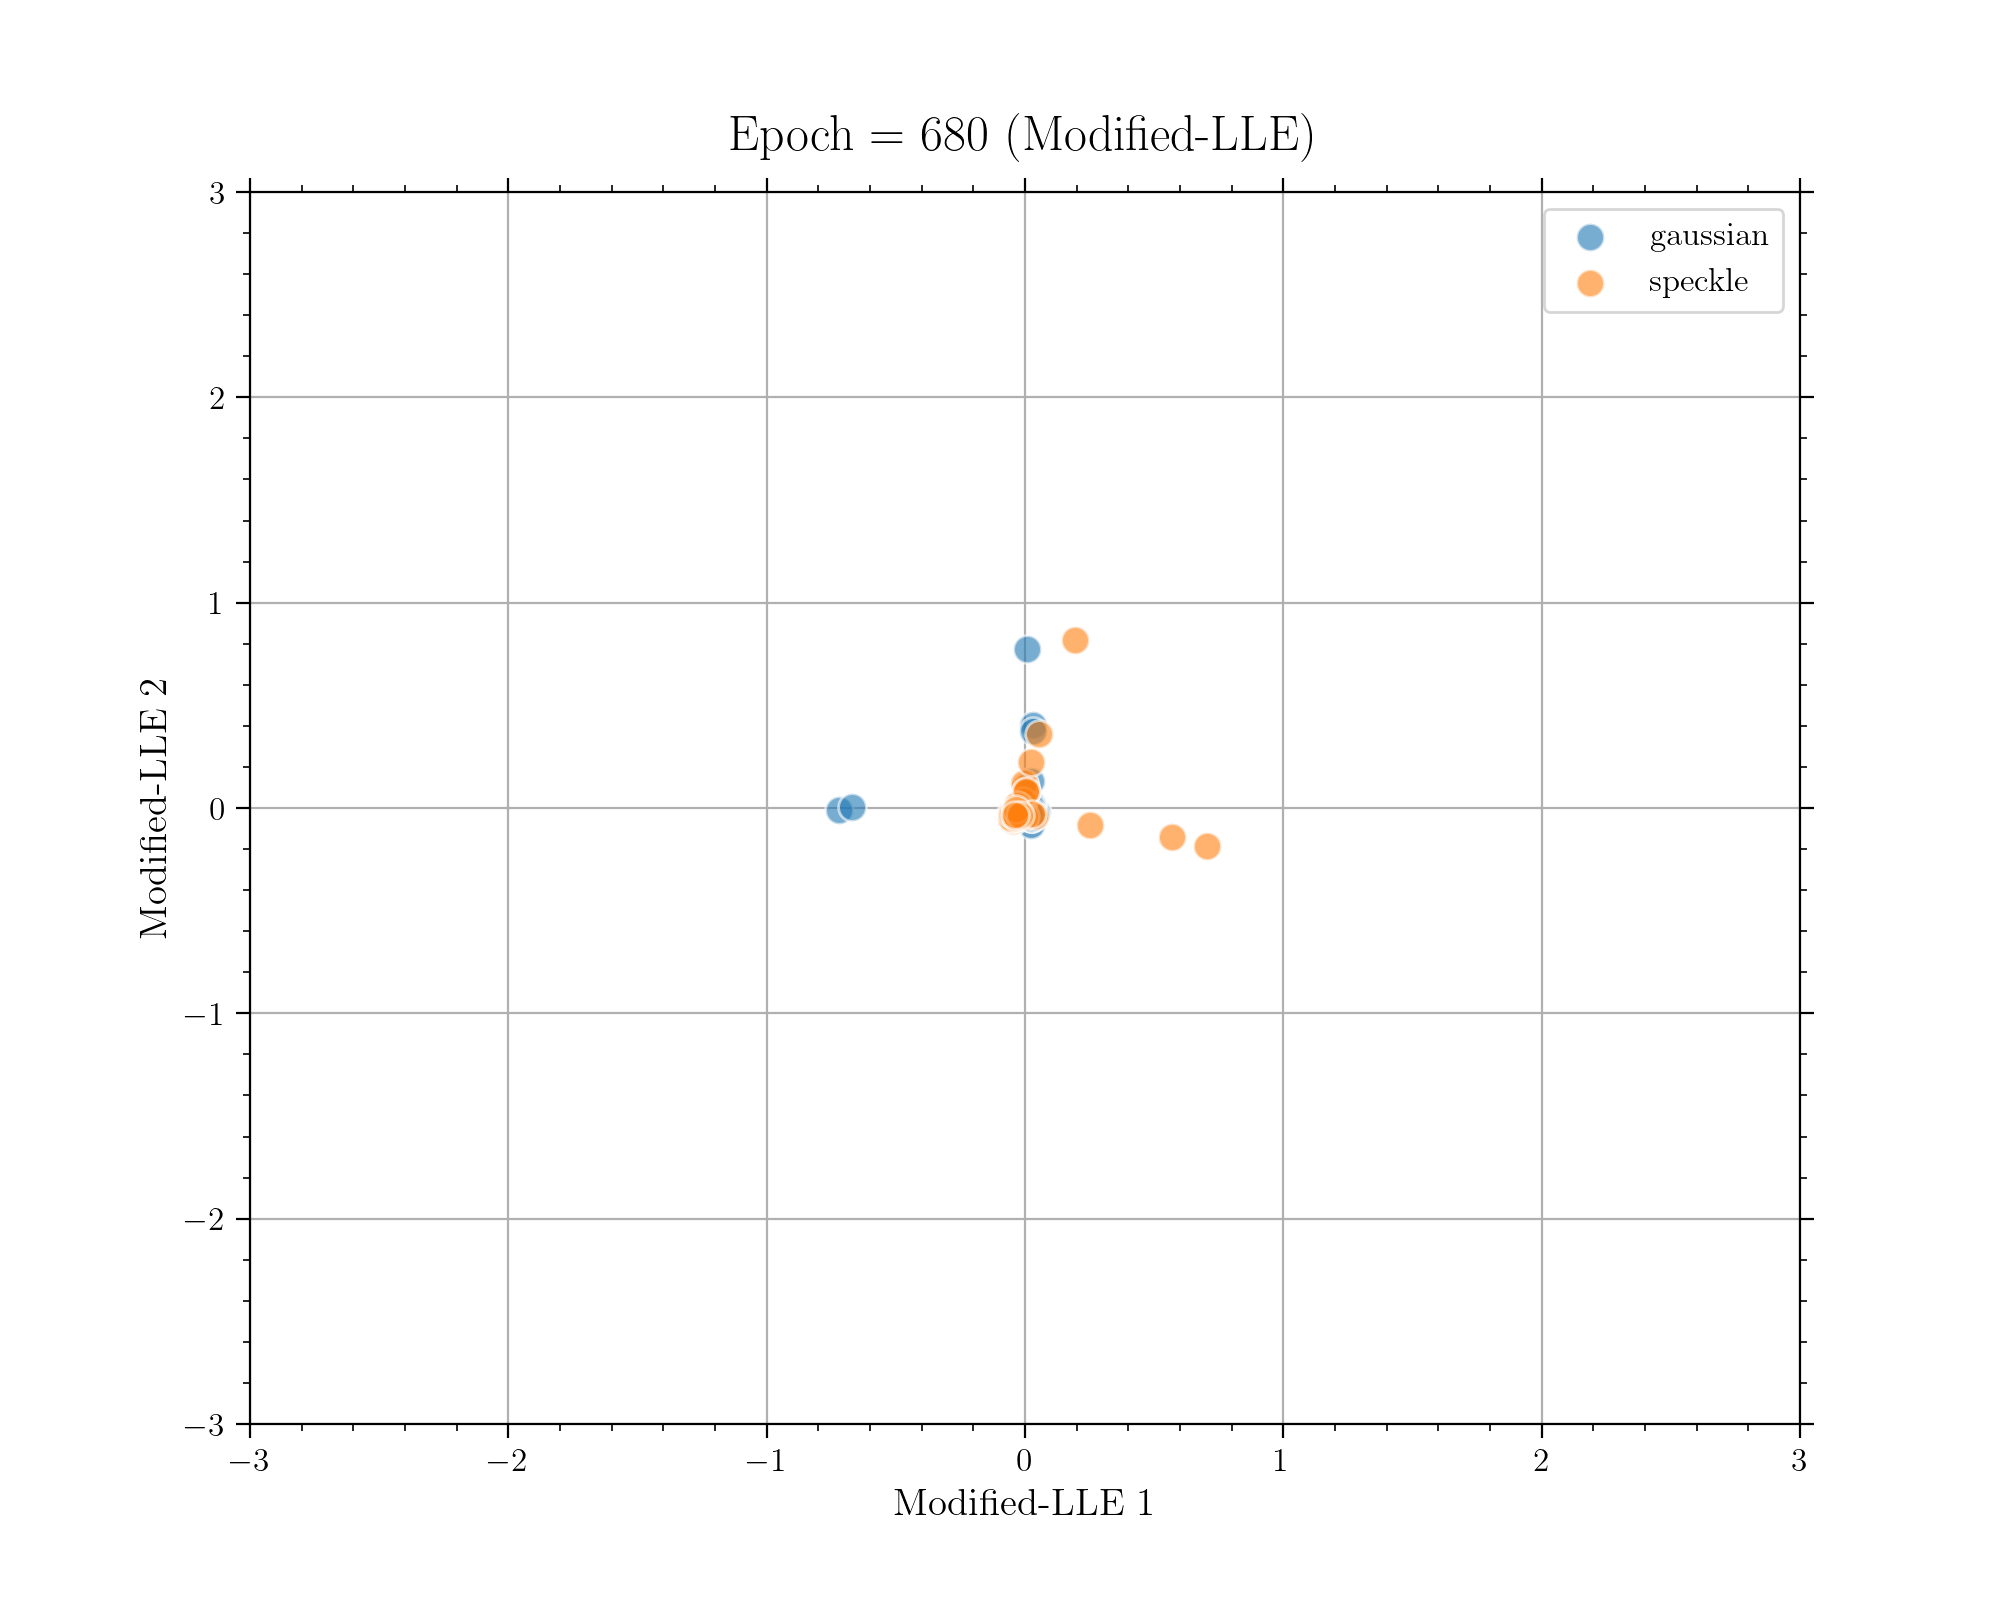 Epoch = 680 (Modified-LLE)
gaussian
speckle
3
2
1
0
−1
−2
−3
Modified-LLE 2
−3 −2 −1 0 1 2 3
Modified-LLE 1